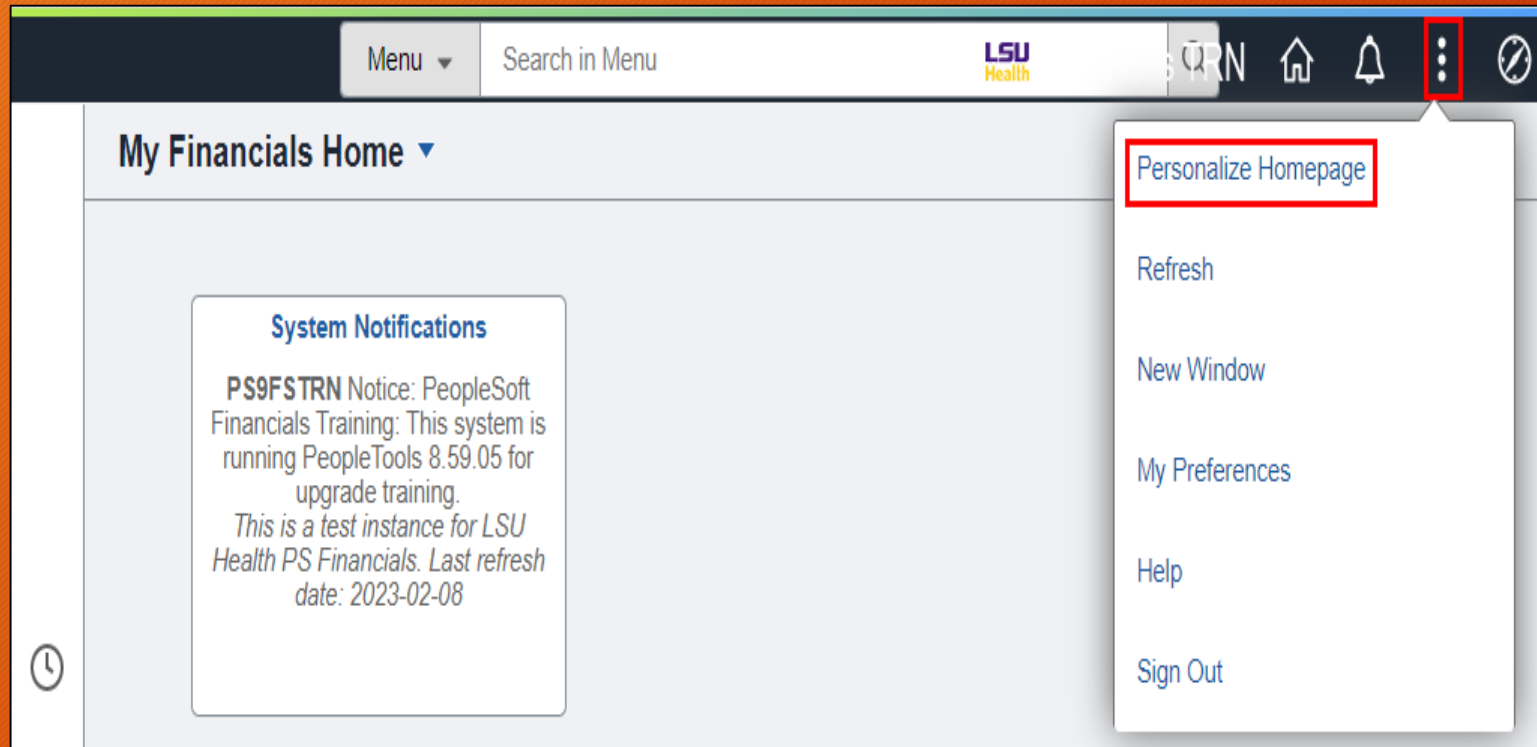 Menu
Search in Menu
LSU
Health
s TRN
My Financials Home
Personalize Homepage
Refresh
New Window
My Preferences
Help
Sign Out
System Notifications
PS9FSTRN Notice: PeopleSoft
Financials Training: This system is
running PeopleTools 8.59.05 for
upgrade training.
This is a test instance for LSU
Health PS Financials. Last refresh
date: 2023-02-08